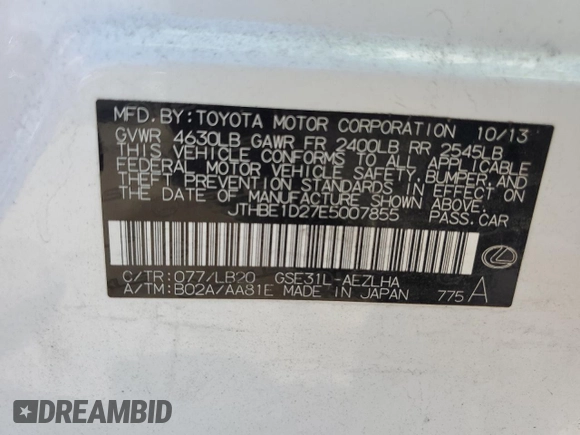 MFD. BY: TOYOTA MOTOR CORPORATION 10/13
GVWR 4630LB GAWR FR 2400LB RR 2545LB
THIS VEHICLE CONFORMS TO ALL APPLICABLE
FEDERAL MOTOR VEHICLE SAFETY, BUMPER, AND
THEFT PREVENTION STANDARDS IN EFFECT ON
THE DATE OF MANUFACTURE SHOWN ABOVE.
JTHBE1D27E5007855 PASS. CAR
C/TR: 077/LB20 GSE31L-AEZLHA
A/TM: B02A/AA81E MADE IN JAPAN 775 A
DREAMBID